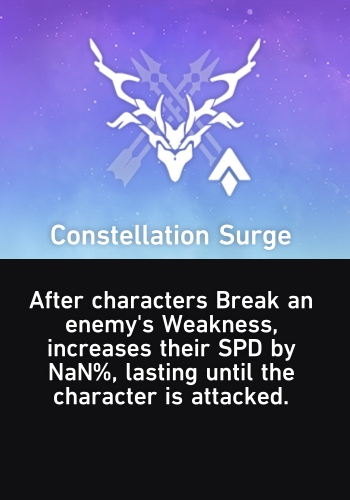 Constellation Surge
After characters Break an
enemy's Weakness,
increases their SPD by
NaN%, lasting until the
character is attacked.